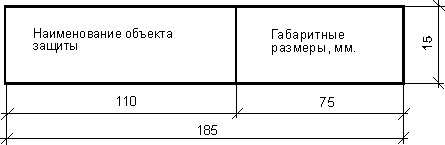 Наименование объекта
защиты
Габаритные
размеры, мм.
15
110
75
185